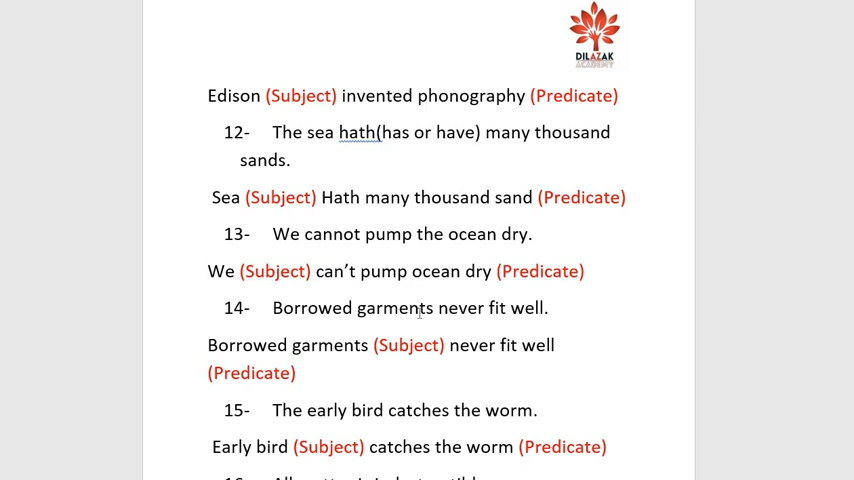 DILAZAK
ACADEMY
Edison (Subject) invented phonography (Predicate)
12- The sea hath(has or have) many thousand
sands.
Sea (Subject) Hath many thousand sand (Predicate)
13- We cannot pump the ocean dry.
We (Subject) can’t pump ocean dry (Predicate)
14- Borrowed garments never fit well.
Borrowed garments (Subject) never fit well
(Predicate)
15- The early bird catches the worm.
Early bird (Subject) catches the worm (Predicate)